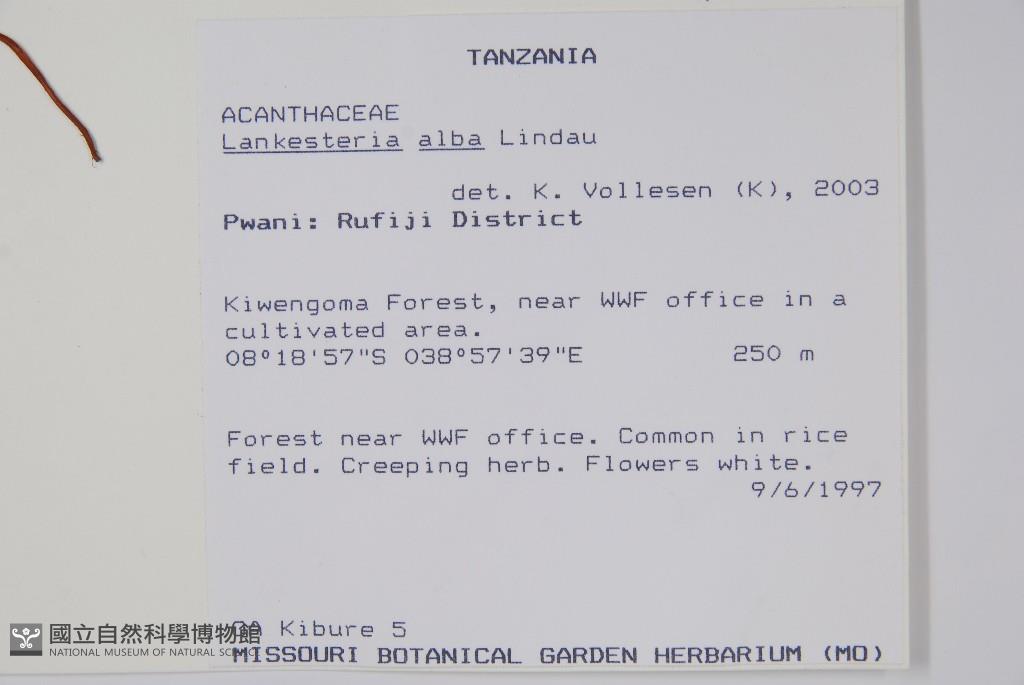 TANZANIA
ACANTHACEAE
Lankesteria alba Lindau
det. K. Vollesen (K), 2003
Pwani: Rufiji District
Kiwengoma Forest, near WWF office in a
cultivated area.
08°18'57"S 038°57'39"E 250 m
Forest near WWF office. Common in rice
field. Creeping herb. Flowers white.
9/6/1997
Kibure 5
MISSOURI BOTANICAL GARDEN HERBARIUM (MO)
國立自然科學博物館
NATIONAL MUSEUM OF NATURAL SCIENCE